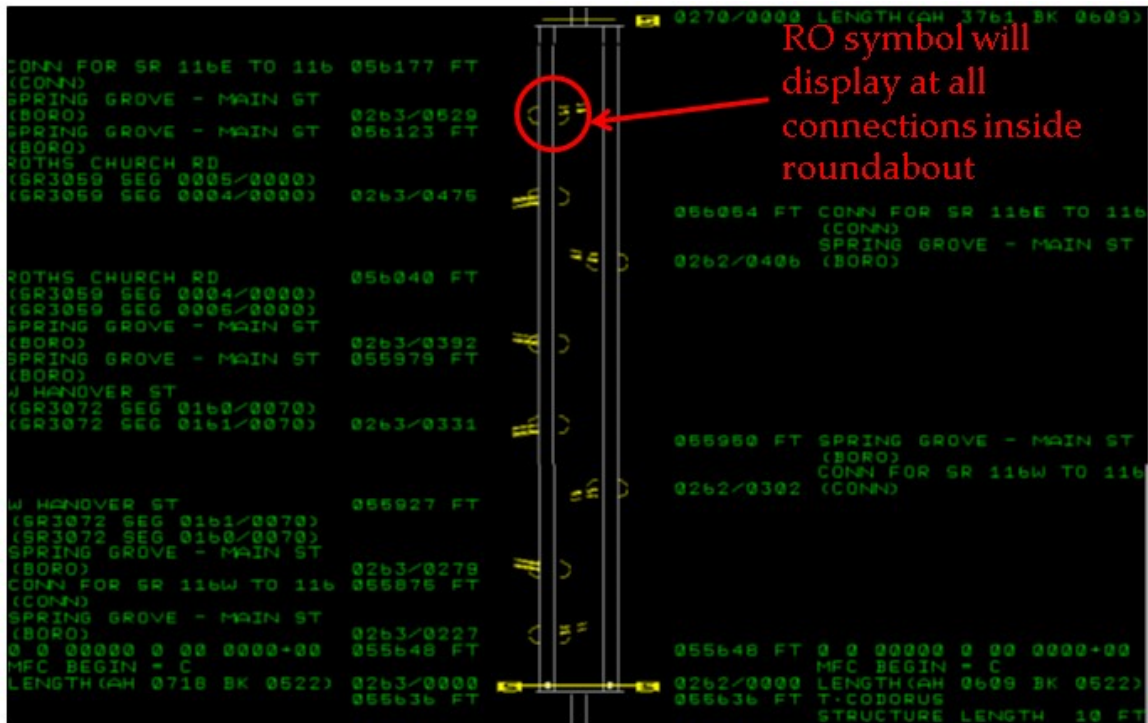 CONN FOR SR 116E TO 116 056177 FT
(CONN)
SPRING GROVE - MAIN ST
(BORO) 0263/0529
SPRING GROVE - MAIN ST 056123 FT
(BORO)
ROTHS CHURCH RD
(SR3059 SEG 0005/0000)
(SR3059 SEG 0004/0000) 0263/0475
ROTHS CHURCH RD 056040 FT
(SR3059 SEG 0004/0000)
(SR3059 SEG 0005/0000)
SPRING GROVE - MAIN ST
(BORO) 0263/0392
SPRING GROVE - MAIN ST 055979 FT
(BORO)
W HANOVER ST
(SR3072 SEG 0160/0070)
(SR3072 SEG 0161/0070) 0263/0331
W HANOVER ST 055927 FT
(SR3072 SEG 0161/0070)
(SR3072 SEG 0160/0070)
SPRING GROVE - MAIN ST
(BORO) 0263/0279
CONN FOR SR 116W TO 116 055875 FT
(CONN)
SPRING GROVE - MAIN ST
(BORO) 0263/0227
0 0 00000 0 00 0000+00 055648 FT
MFC BEGIN = C
LENGTH(AH 0718 BK 0522) 0263/0000
055636 FT
0270/0000 LENGTH(AH 3761 BK 0609)
RO symbol will
display at all
connections inside
roundabout
056054 FT CONN FOR SR 116E TO 116
(CONN)
SPRING GROVE - MAIN ST
0262/0406 (BORO)
055950 FT SPRING GROVE - MAIN ST
(BORO)
CONN FOR SR 116W TO 116
0262/0302 (CONN)
055648 FT 0 0 00000 0 00 0000+00
MFC BEGIN = C
0262/0000 LENGTH(AH 0609 BK 0522)
055636 FT T-CODORUS
STRUCTURE LENGTH 10 FT